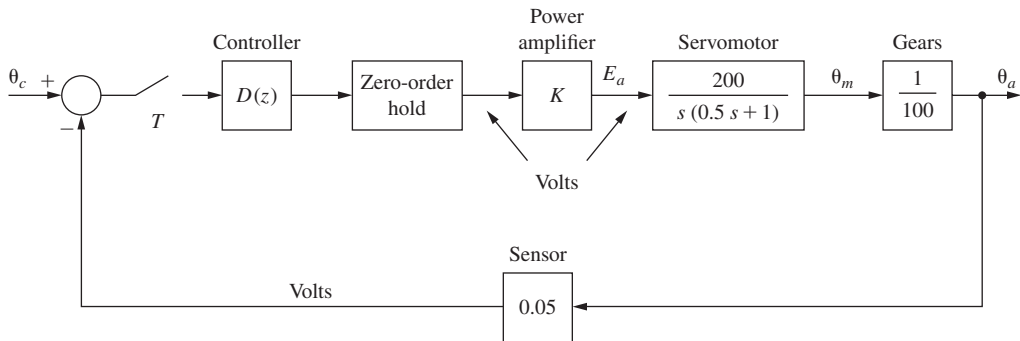 Power
amplifier
Controller
Servomotor
Gears
θc
+
−
T
D(z)
Zero-order
hold
K
Ea
200
s (0.5 s + 1)
θm
1
100
θa
Volts
Sensor
Volts
0.05